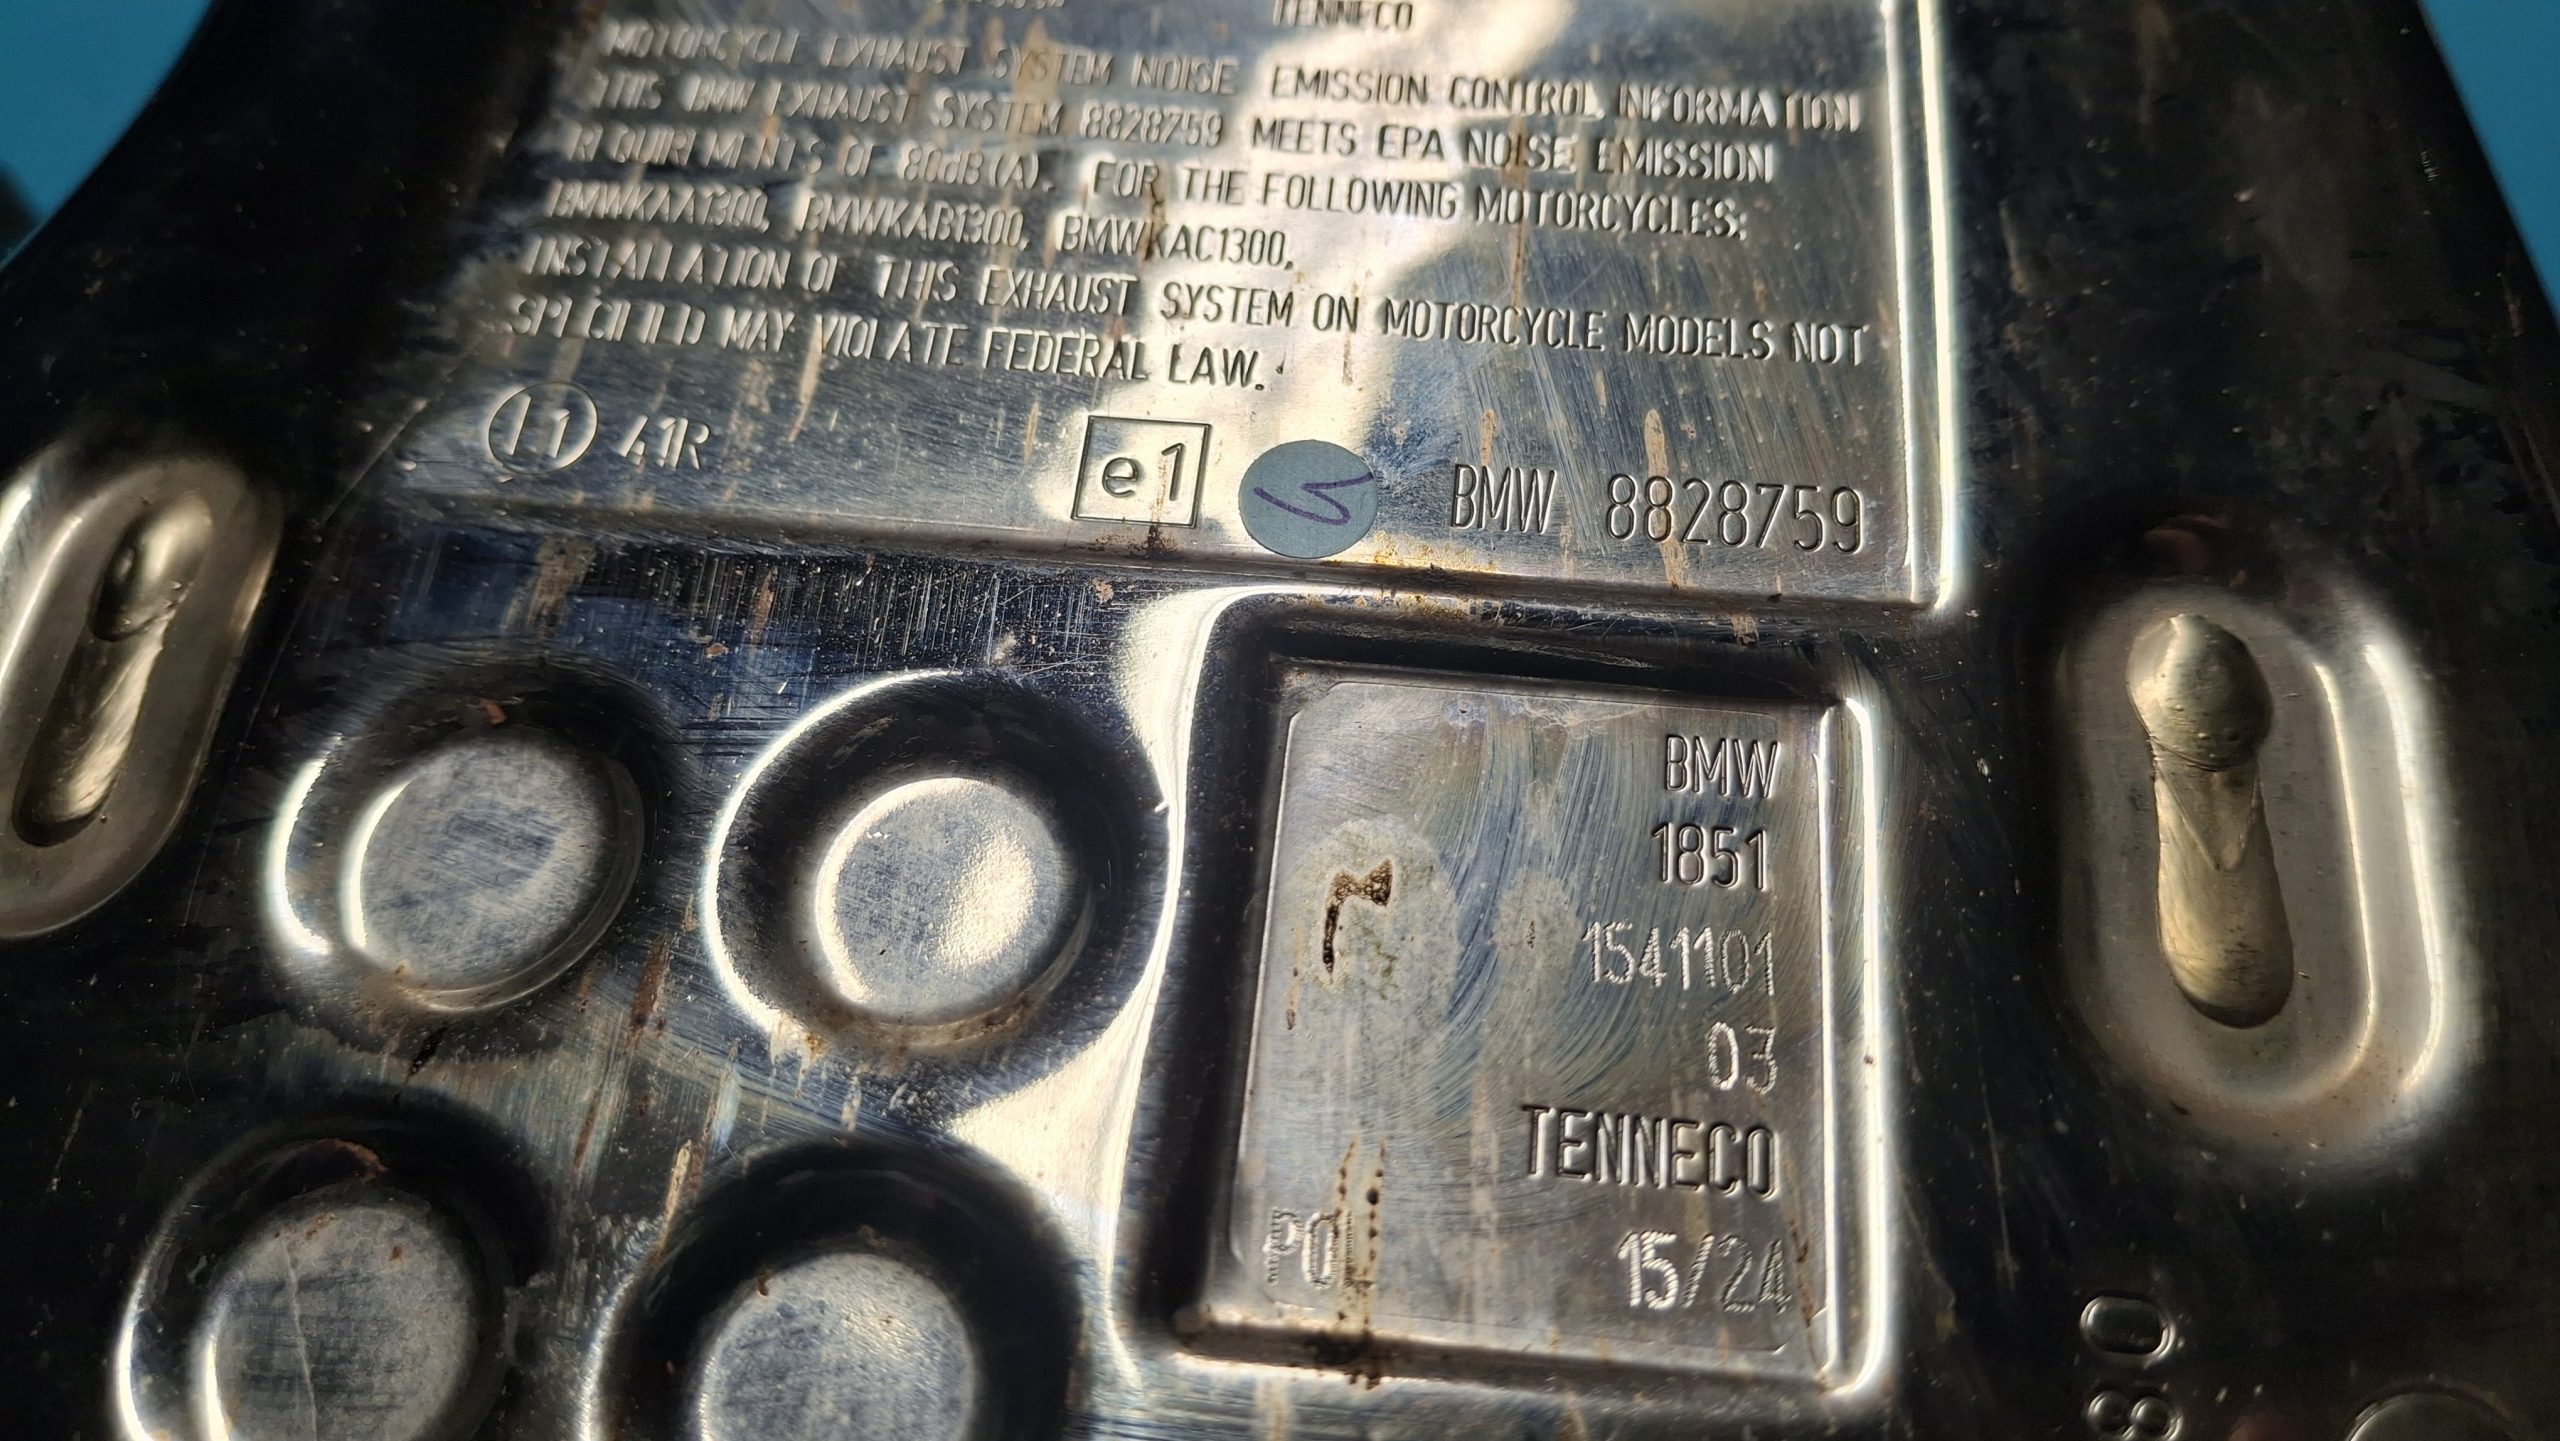 TENNECO
MOTORCYCLE EXHAUST SYSTEM NOISE EMISSION CONTROL INFORMATION
THIS BMW EXHAUST SYSTEM 8828759 MEETS EPA NOISE EMISSION
REQUIREMENTS OF 80dB(A). FOR THE FOLLOWING MOTORCYCLES:
BMWKAA1300, BMWKAB1300, BMWKAC1300,
INSTALLATION OF THIS EXHAUST SYSTEM ON MOTORCYCLE MODELS NOT
SPECIFIED MAY VIOLATE FEDERAL LAW.
41R e1 BMW 8828759
BMW
1851
1541101
03
TENNECO
15/24
80